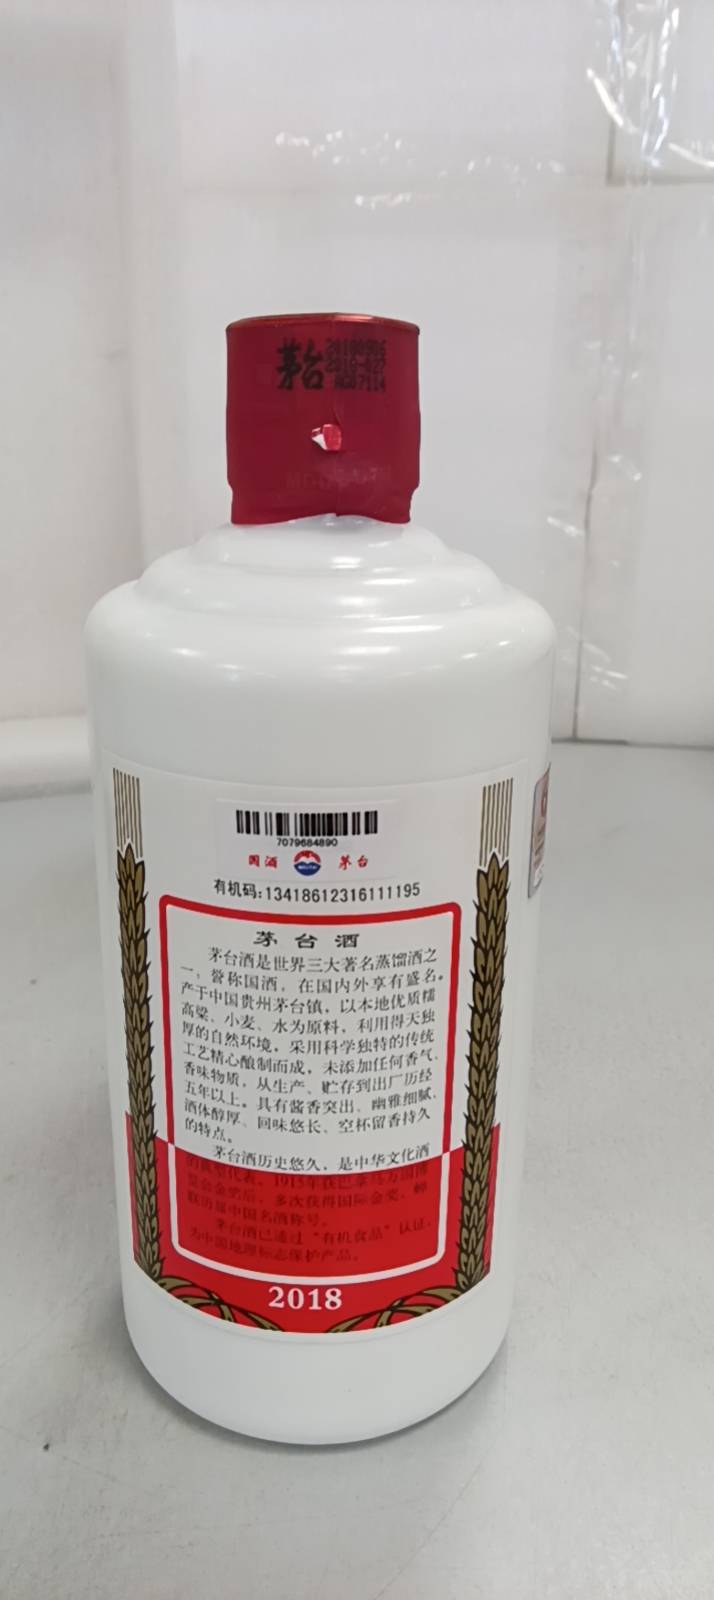 茅台
2018-027
7079684890
国酒 茅台
有机码:13418612316111195
茅 台 酒
茅台酒是世界三大著名蒸馏酒之
一，誉称国酒，在国内外享有盛名。
产于中国贵州茅台镇，以本地优质糯
高粱、小麦、水为原料，利用得天独
厚的自然环境，采用科学独特的传统
工艺精心酿制而成，未添加任何香气、
香味物质，从生产、贮存到出厂历经
五年以上。具有酱香突出、幽雅细腻、
酒体醇厚、回味悠长、空杯留香持久
的特点。
茅台酒历史悠久，是中华文化酒
的典型代表。1915年在巴拿马万国博
览会金奖后，多次获得国际金奖，蝉
联历届中国名酒称号。
茅台酒已通过“有机食品”认证，
为中国地理标志保护产品。
2018